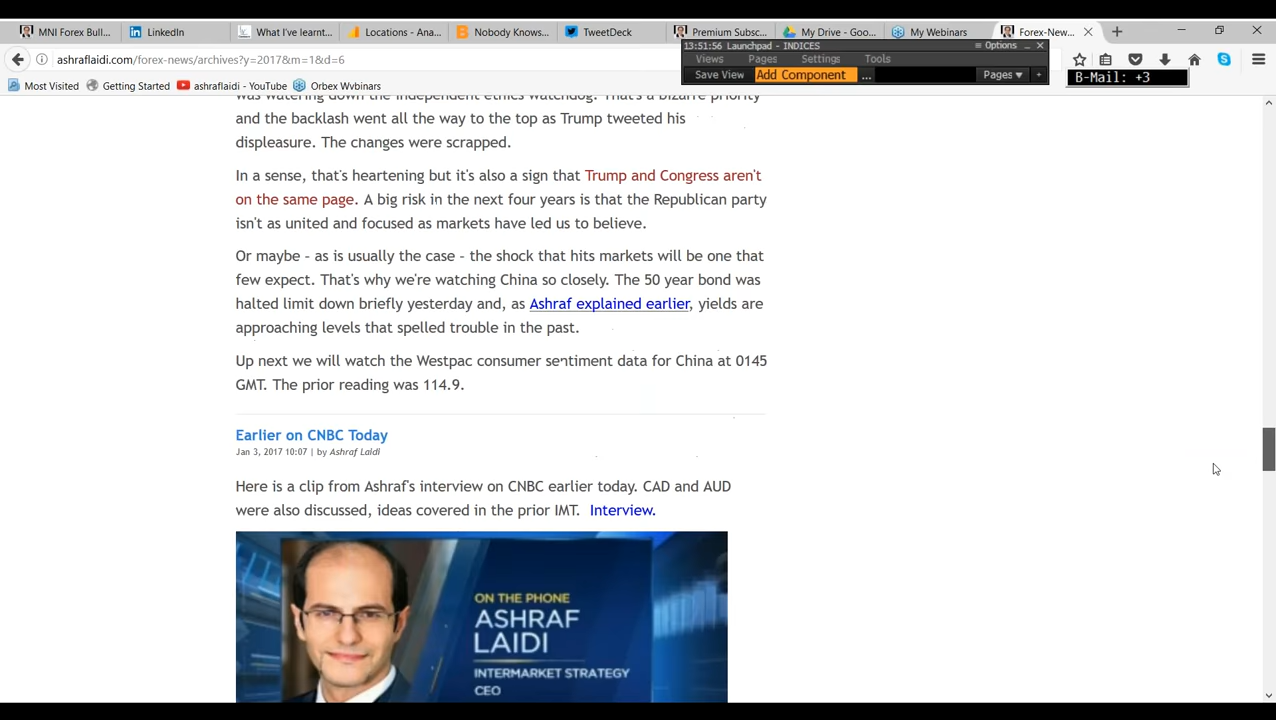 MNI Forex Bull...
LinkedIn
What I've learnt...
Locations - Ana...
Nobody Knows...
TweetDeck
Premium Subsc...
My Drive - Goo...
My Webinars
Forex-New...
13:51:56 Launchpad - INDICES
Options
ashraflaidi.com/forex-news/archives?y=2017&m=1&d=6
Views Pages Settings Tools
Save View Add Component ... Pages
B-Mail: +3
Most Visited
Getting Started
ashraflaidi - YouTube
Orbex Wvbinars
was watering down the independent ethics watchdog. That's a bizarre priority
and the backlash went all the way to the top as Trump tweeted his
displeasure. The changes were scrapped.
In a sense, that's heartening but it's also a sign that Trump and Congress aren't
on the same page. A big risk in the next four years is that the Republican party
isn't as united and focused as markets have led us to believe.
Or maybe - as is usually the case - the shock that hits markets will be one that
few expect. That's why we're watching China so closely. The 50 year bond was
halted limit down briefly yesterday and, as Ashraf explained earlier, yields are
approaching levels that spelled trouble in the past.
Up next we will watch the Westpac consumer sentiment data for China at 0145
GMT. The prior reading was 114.9.
Earlier on CNBC Today
Jan 3, 2017 10:07 | by Ashraf Laidi
Here is a clip from Ashraf's interview on CNBC earlier today. CAD and AUD
were also discussed, ideas covered in the prior IMT. Interview.
ON THE PHONE
ASHRAF
LAIDI
INTERMARKET STRATEGY
CEO